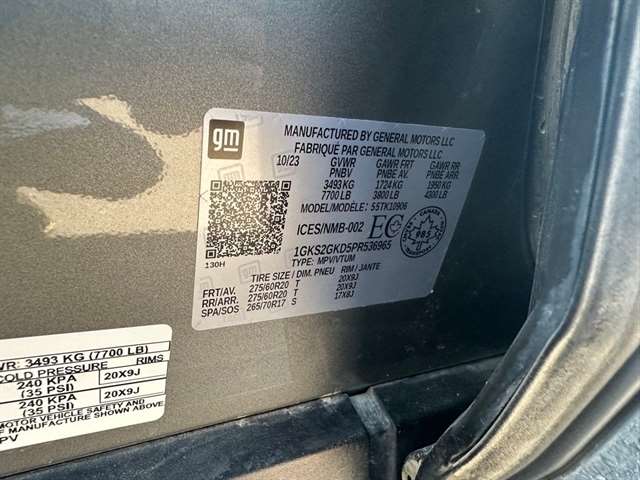 gm
MANUFACTURED BY GENERAL MOTORS LLC
FABRIQUÉ PAR GENERAL MOTORS LLC
10/23 GVWR GAWR FRT GAWR RR
PNBV PNBE AV. PNBE ARR.
3493 KG 1724 KG 1950 KG
7700 LB 3800 LB 4300 LB
MODEL/MODÈLE: 55TK10906
ICES/NMB-002 EC CANADA 985
1GKS2GKD5PR536965
130H
TYPE: MPV/VTUM
TIRE SIZE / DIM. PNEU RIM / JANTE
FRT/AV. 275/60R20 T 20X9J
RR/ARR. 275/60R20 T 20X9J
SPA/SOS 265/70R17 S 17X8J
WR: 3493 KG (7700 LB)
COLD PRESSURE RIMS
240 KPA 20X9J
(35 PSI)
240 KPA 20X9J
(35 PSI)
MOTOR VEHICLE SAFETY AND
F MANUFACTURE SHOWN ABOVE.
PV